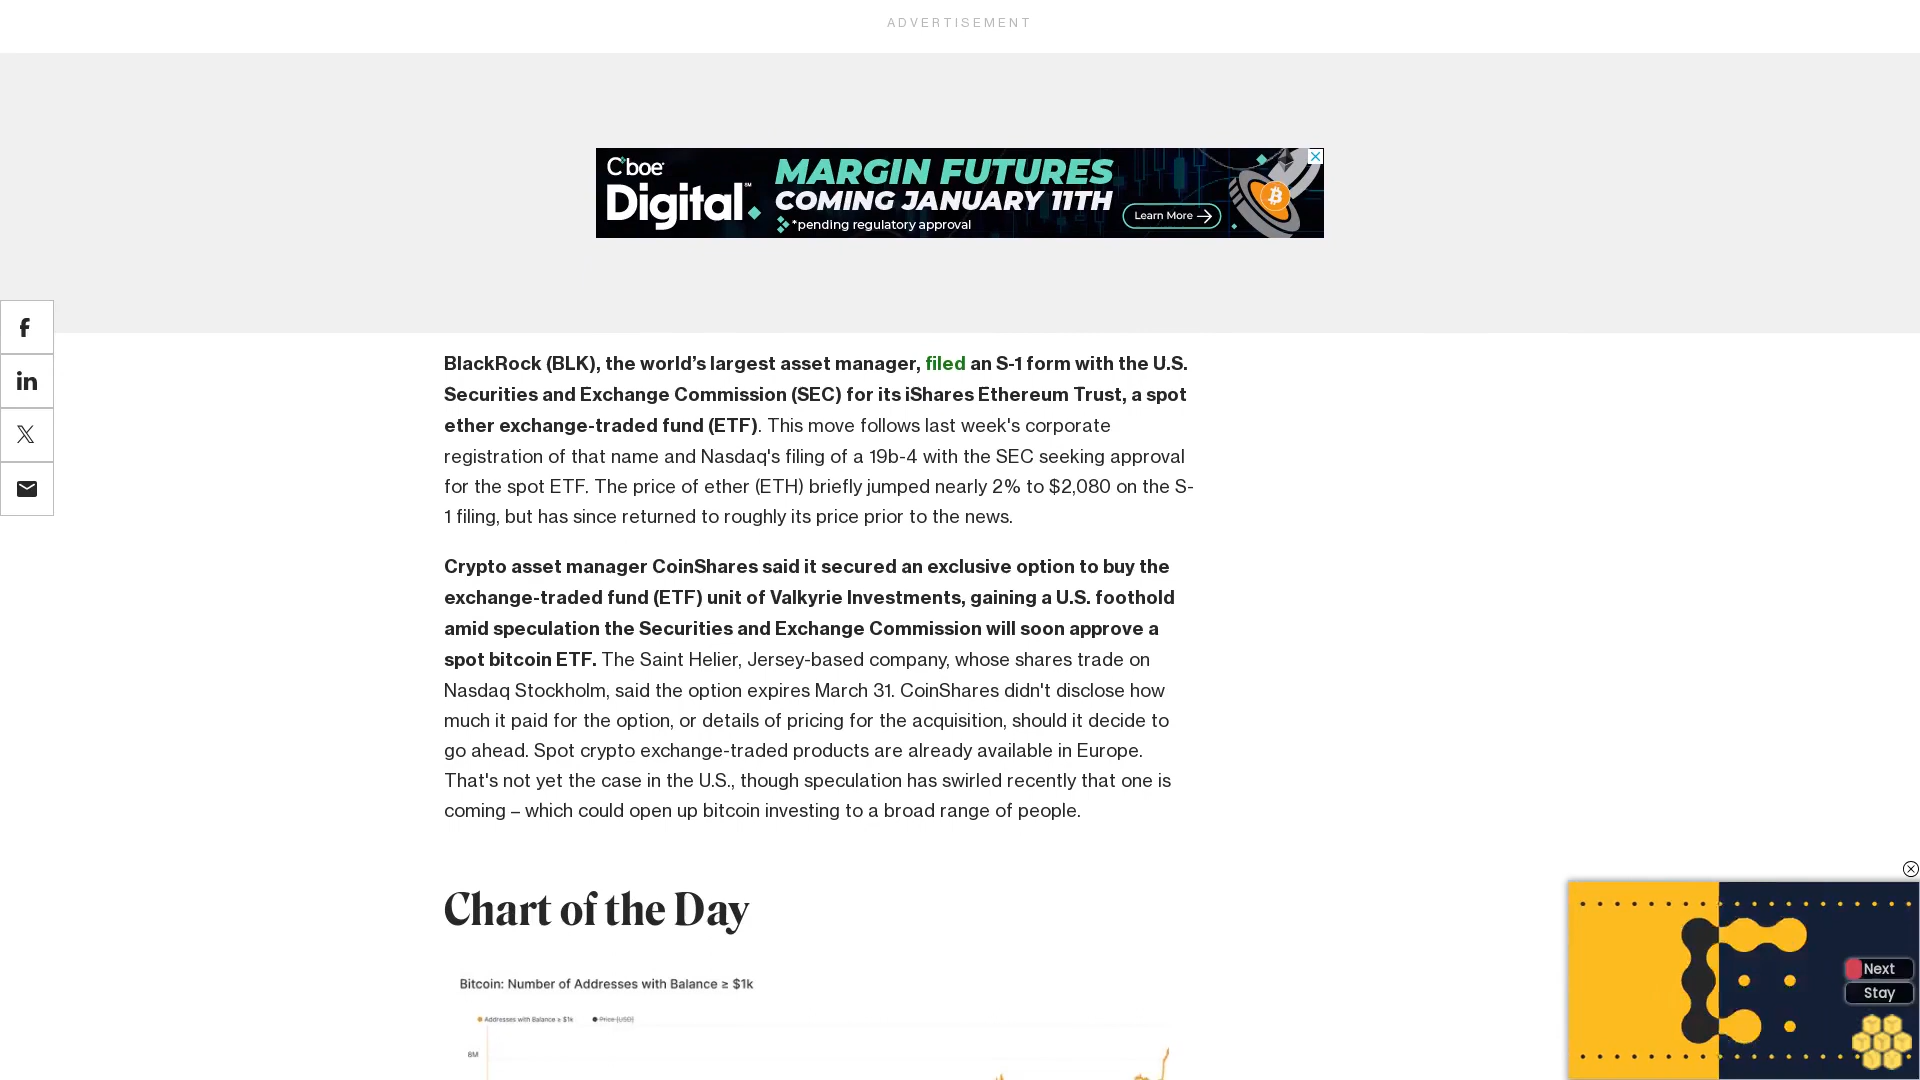 ADVERTISEMENT
Cboe
Digital℠
MARGIN FUTURES
COMING JANUARY 11TH
*pending regulatory approval
Learn More
BlackRock (BLK), the world’s largest asset manager, filed an S-1 form with the U.S.
Securities and Exchange Commission (SEC) for its iShares Ethereum Trust, a spot
ether exchange-traded fund (ETF). This move follows last week's corporate
registration of that name and Nasdaq's filing of a 19b-4 with the SEC seeking approval
for the spot ETF. The price of ether (ETH) briefly jumped nearly 2% to $2,080 on the S-
1 filing, but has since returned to roughly its price prior to the news.
Crypto asset manager CoinShares said it secured an exclusive option to buy the
exchange-traded fund (ETF) unit of Valkyrie Investments, gaining a U.S. foothold
amid speculation the Securities and Exchange Commission will soon approve a
spot bitcoin ETF. The Saint Helier, Jersey-based company, whose shares trade on
Nasdaq Stockholm, said the option expires March 31. CoinShares didn't disclose how
much it paid for the option, or details of pricing for the acquisition, should it decide to
go ahead. Spot crypto exchange-traded products are already available in Europe.
That's not yet the case in the U.S., though speculation has swirled recently that one is
coming – which could open up bitcoin investing to a broad range of people.
Chart of the Day
Bitcoin: Number of Addresses with Balance ≥ $1k
Addresses with Balance ≥ $1k
Price (USD)
8M
Next
Stay